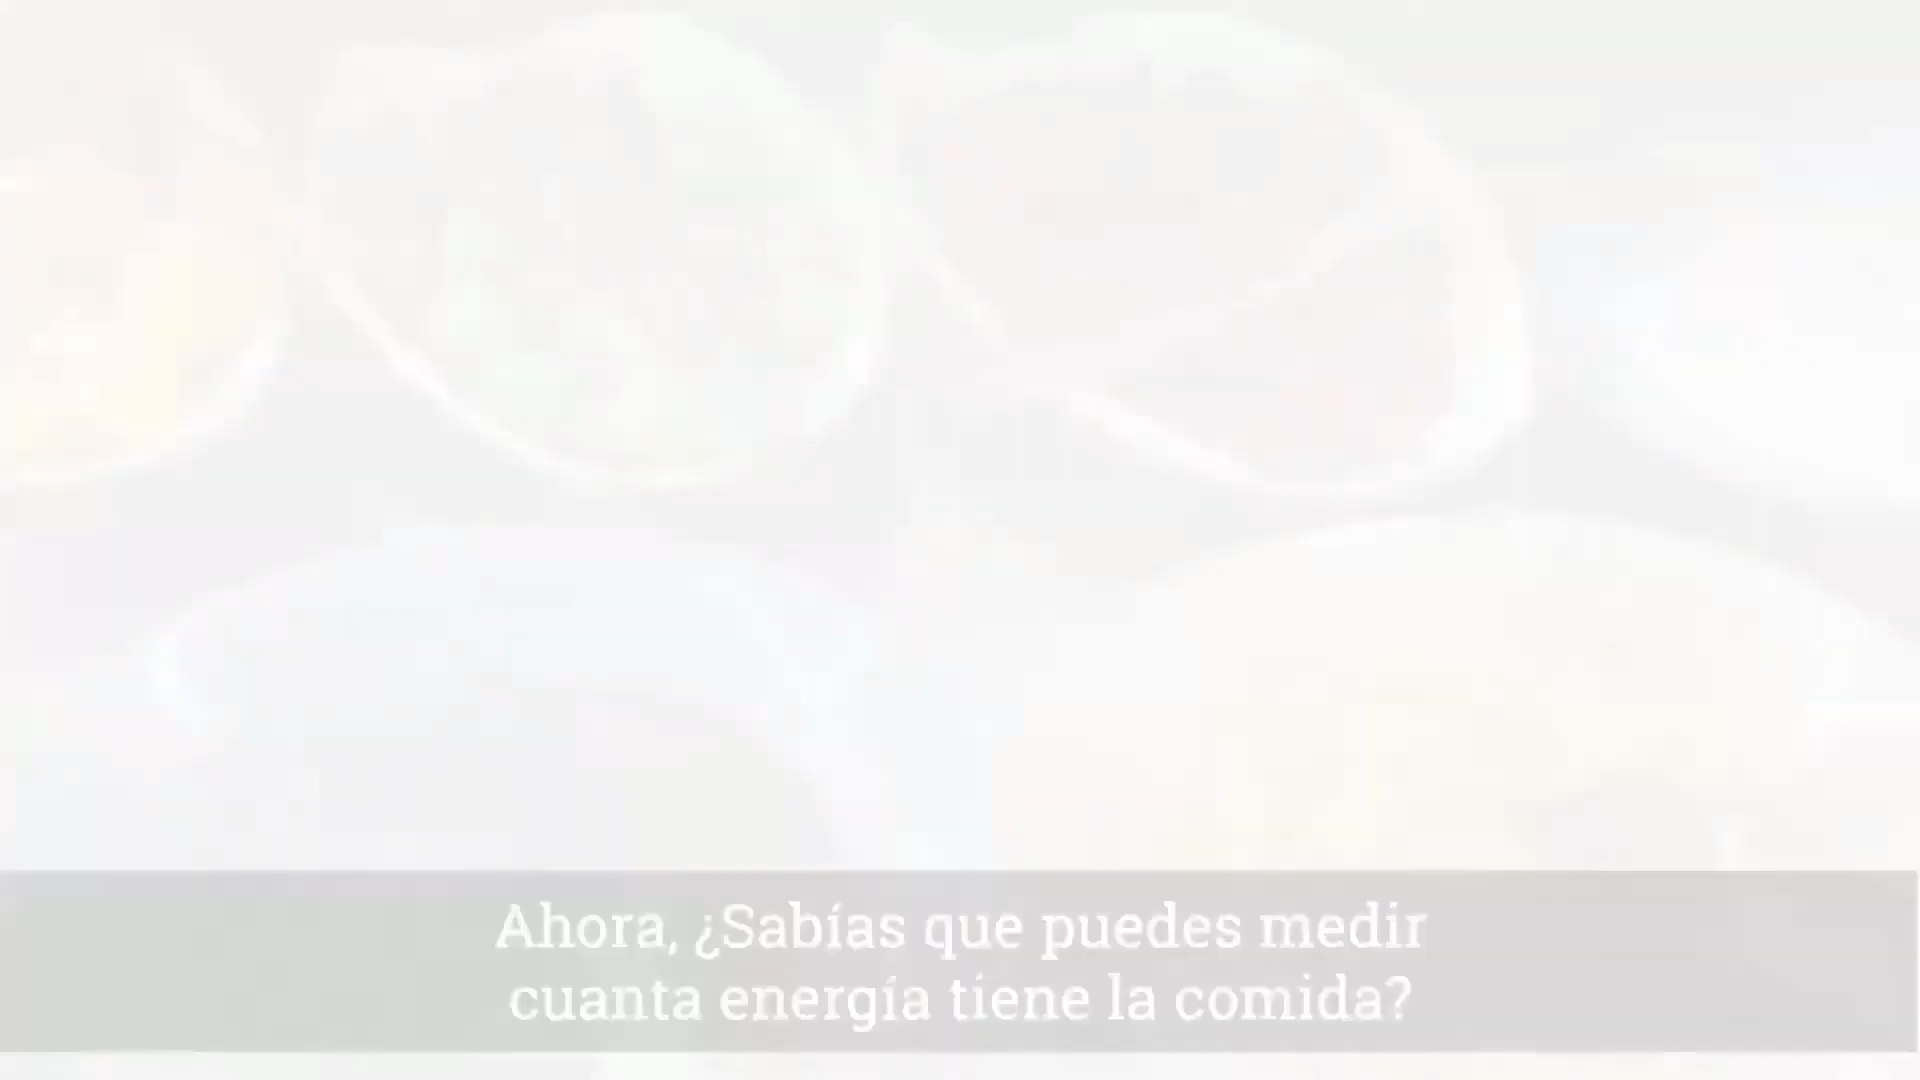 Ahora, ¿Sabías que puedes medir
cuanta energía tiene la comida?